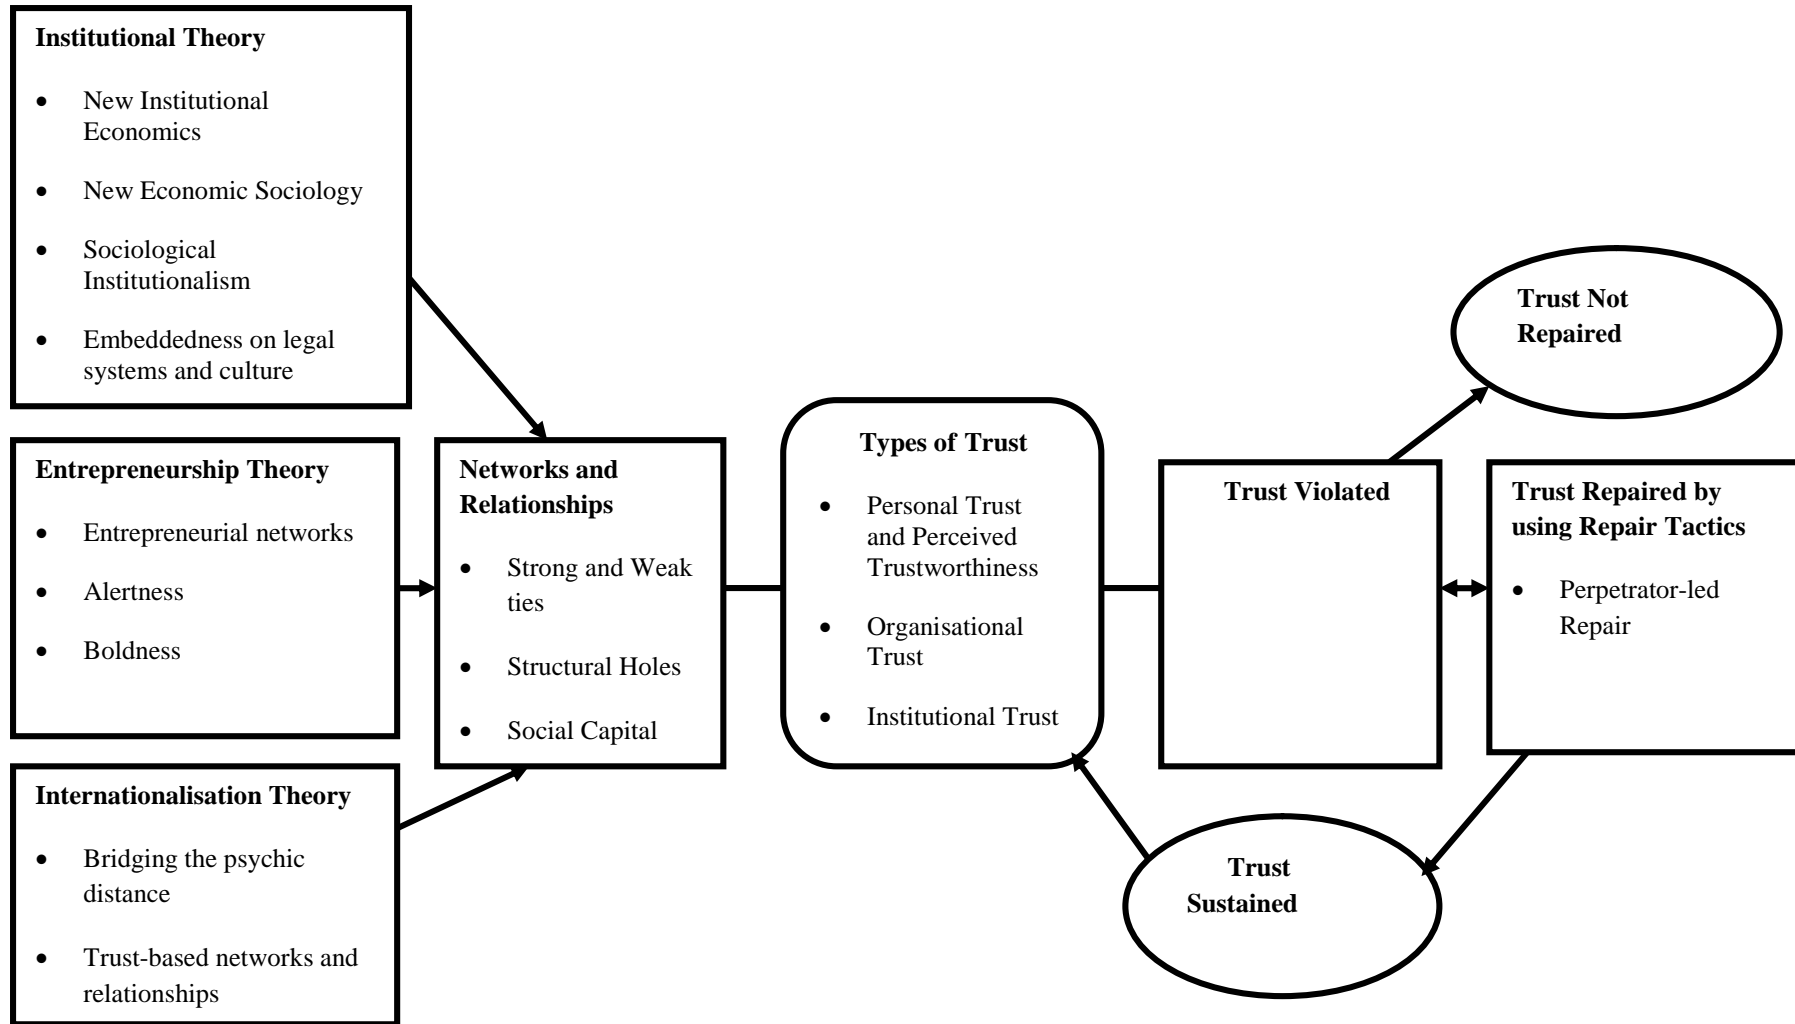 Institutional Theory
• New Institutional
Economics
• New Economic Sociology
• Sociological
Institutionalism
• Embeddedness on legal
systems and culture
Entrepreneurship Theory
• Entrepreneurial networks
• Alertness
• Boldness
Internationalisation Theory
• Bridging the psychic
distance
• Trust-based networks and
relationships
Networks and
Relationships
• Strong and Weak
ties
• Structural Holes
• Social Capital
Types of Trust
• Personal Trust
and Perceived
Trustworthiness
• Organisational
Trust
• Institutional Trust
Trust Violated
Trust Not
Repaired
Trust Repaired by
using Repair Tactics
• Perpetrator-led
Repair
Trust
Sustained